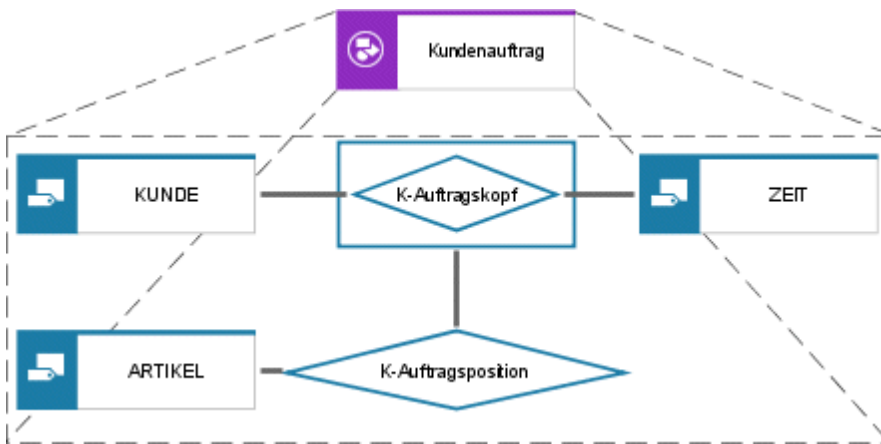 Kundenauftrag
KUNDE
K-Auftragskopf
ZEIT
ARTIKEL
K-Auftragsposition